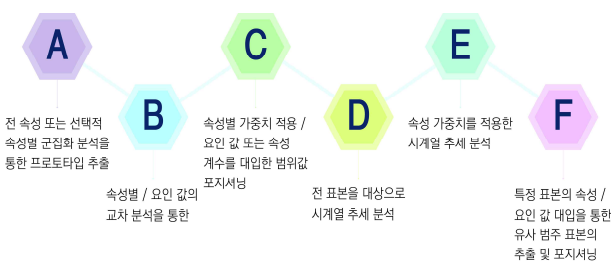 A
전 속성 또는 선택적
속성별 군집화 분석을
통한 프로토타입 추출
B
속성별 / 요인 값의
교차 분석을 통한
C
속성별 가중치 적용 /
요인 값 또는 속성
계수를 대입한 범위값
포지셔닝
D
전 표본을 대상으로
시계열 추세 분석
E
속성 가중치를 적용한
시계열 추세 분석
F
특정 표본의 속성 /
요인 값 대입을 통한
유사 범주 표본의
추출 및 포지셔닝